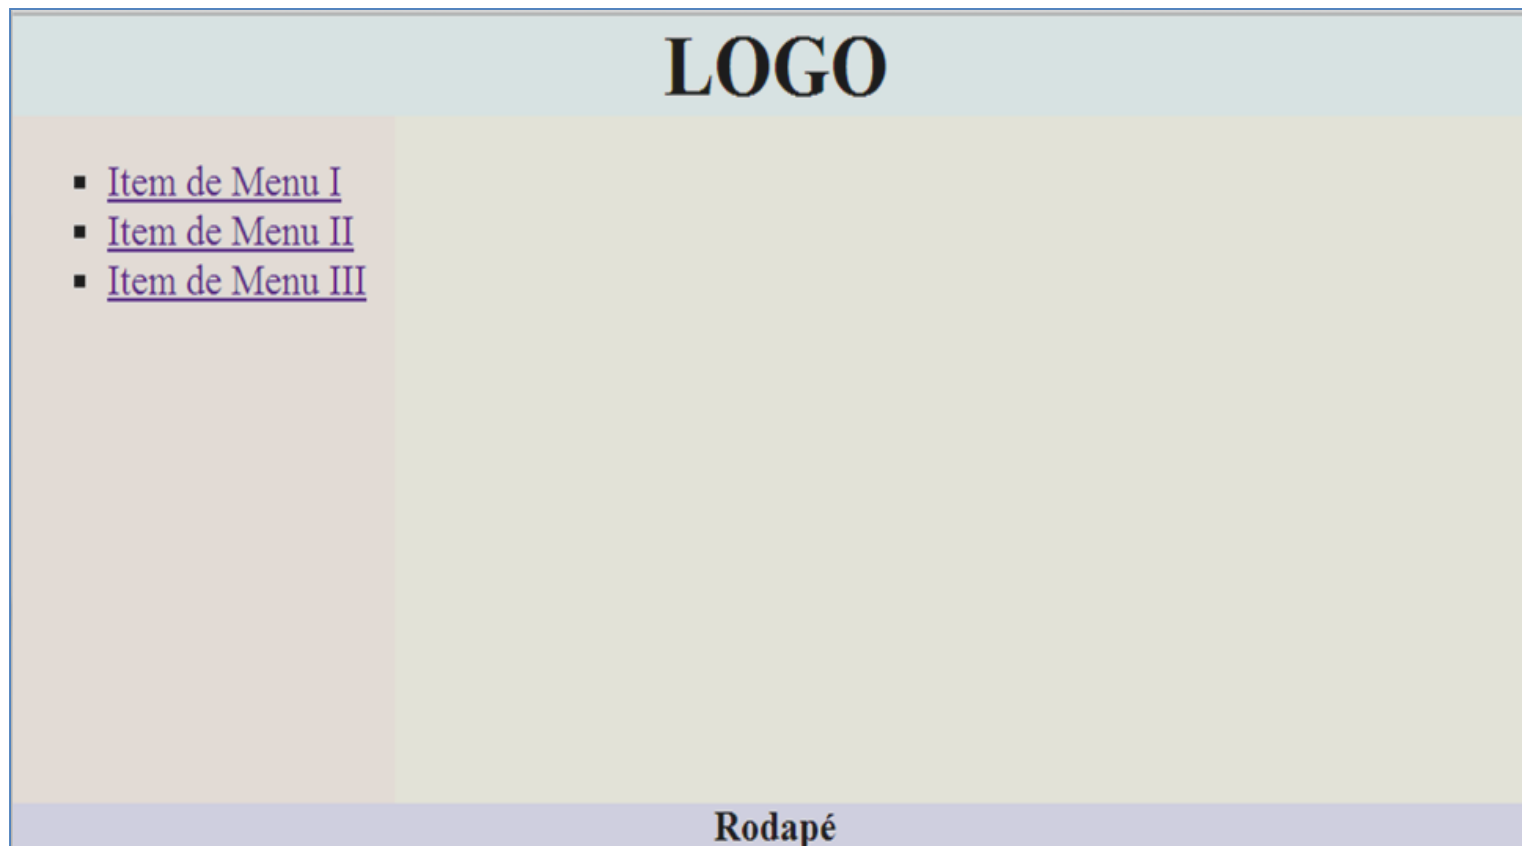 LOGO
Item de Menu I
Item de Menu II
Item de Menu III
Rodapé